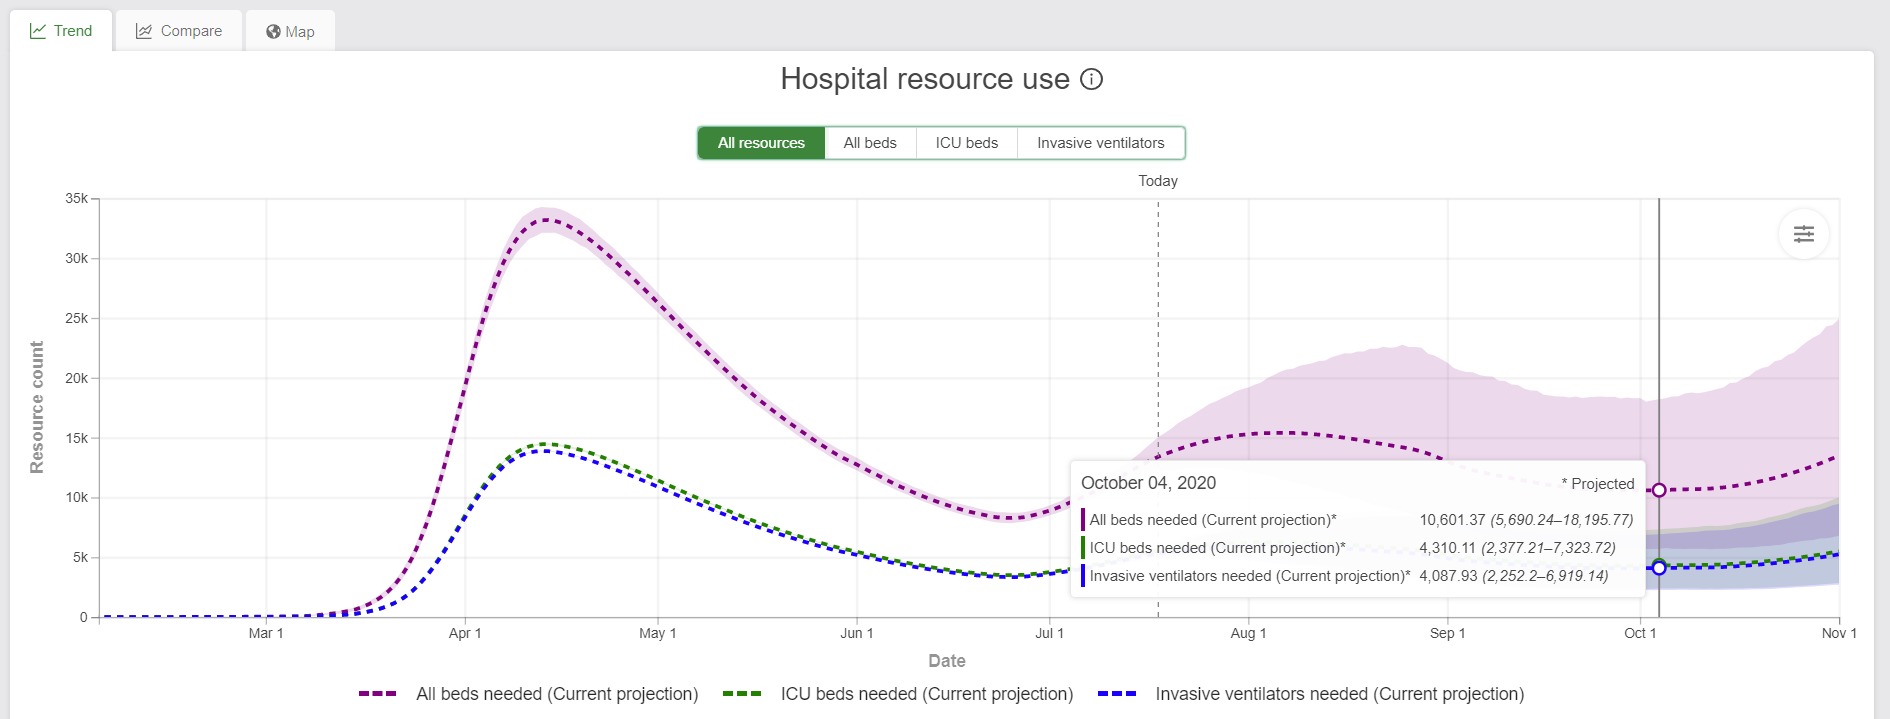 Trend Compare Map
Hospital resource use
All resources All beds ICU beds Invasive ventilators
Today
35k
30k
25k
20k
15k
10k
5k
0
Resource count
October 04, 2020 * Projected
All beds needed (Current projection)* 10,601.37 (5,690.24–18,195.77)
ICU beds needed (Current projection)* 4,310.11 (2,377.21–7,323.72)
Invasive ventilators needed (Current projection)* 4,087.93 (2,252.2–6,919.14)
Mar 1 Apr 1 May 1 Jun 1 Jul 1 Aug 1 Sep 1 Oct 1 Nov 1
Date
All beds needed (Current projection) ICU beds needed (Current projection) Invasive ventilators needed (Current projection)